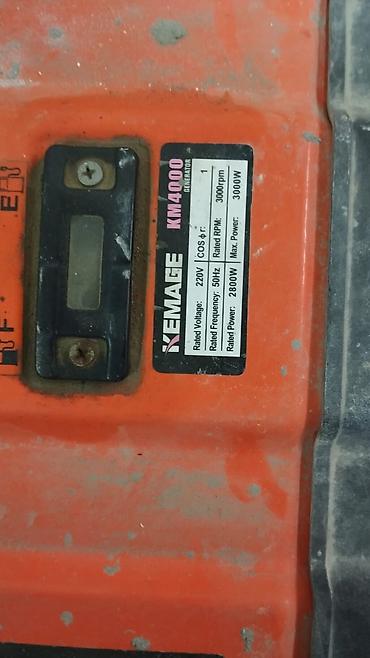 KEMAGE KM4000
GENERATOR
Rated Voltage: 220V COS ϕ r: 1
Rated Frequency: 50Hz Rated RPM: 3000rpm
Rated Power: 2800W Max. Power: 3000W
F E